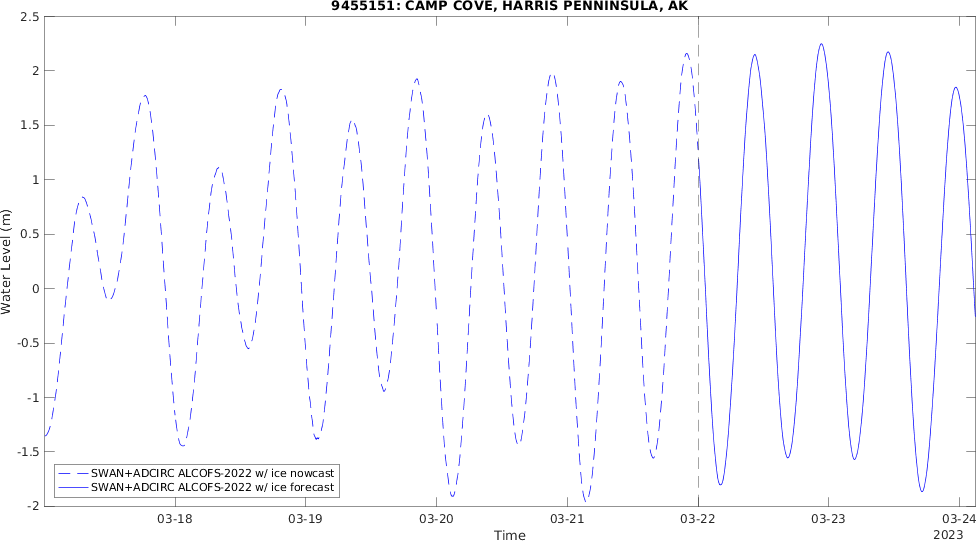 9455151: CAMP COVE, HARRIS PENNINSULA, AK
2.5
2
1.5
1
0.5
0
-0.5
-1
-1.5
-2
Water Level (m)
SWAN+ADCIRC ALCOFS-2022 w/ ice nowcast
SWAN+ADCIRC ALCOFS-2022 w/ ice forecast
03-18 03-19 03-20 03-21 03-22 03-23 03-24
Time
2023